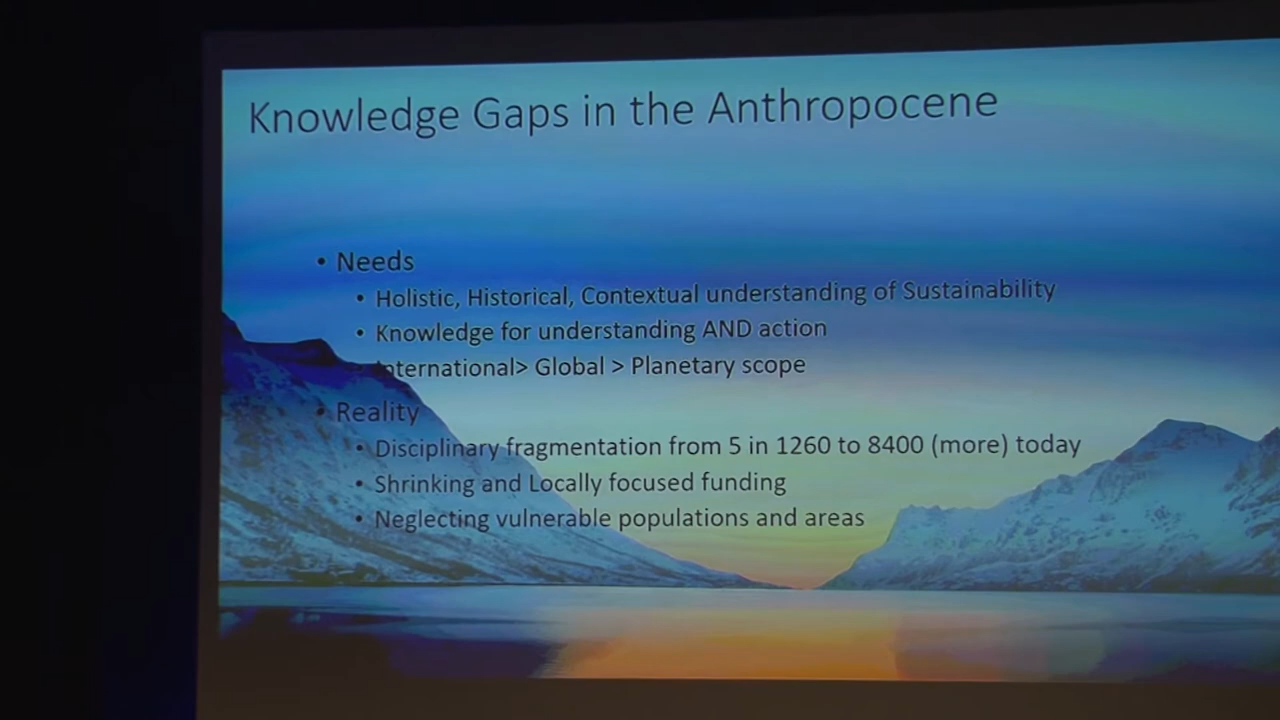 Knowledge Gaps in the Anthropocene
• Needs
• Holistic, Historical, Contextual understanding of Sustainability
• Knowledge for understanding AND action
International> Global > Planetary scope
• Reality
• Disciplinary fragmentation from 5 in 1260 to 8400 (more) today
• Shrinking and Locally focused funding
• Neglecting vulnerable populations and areas